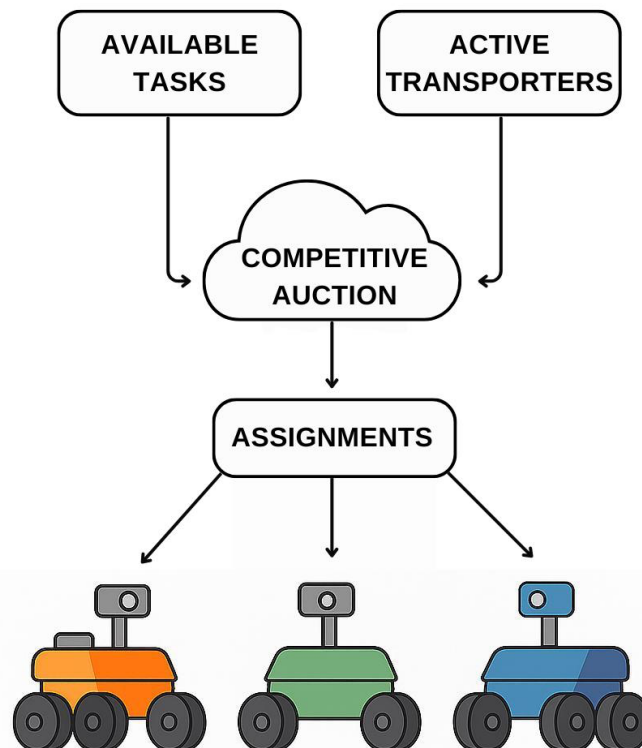 AVAILABLE
TASKS
ACTIVE
TRANSPORTERS
COMPETITIVE
AUCTION
ASSIGNMENTS